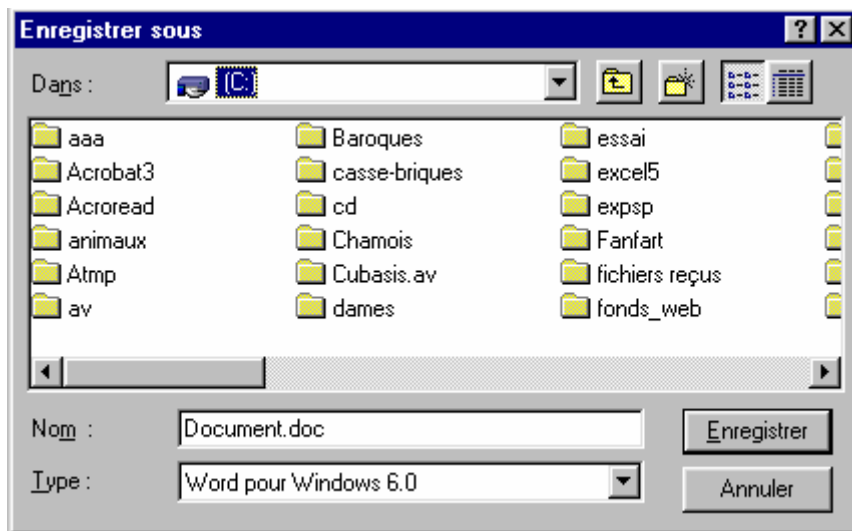 Enregistrer sous
Dans :
(C:)
aaa
Acrobat3
Acroread
animaux
Atmp
av
Baroques
casse-briques
cd
Chamois
Cubasis.av
dames
essai
excel5
expsp
Fanfart
fichiers reçus
fonds_web
Nom :
Document.doc
Enregistrer
Type :
Word pour Windows 6.0
Annuler